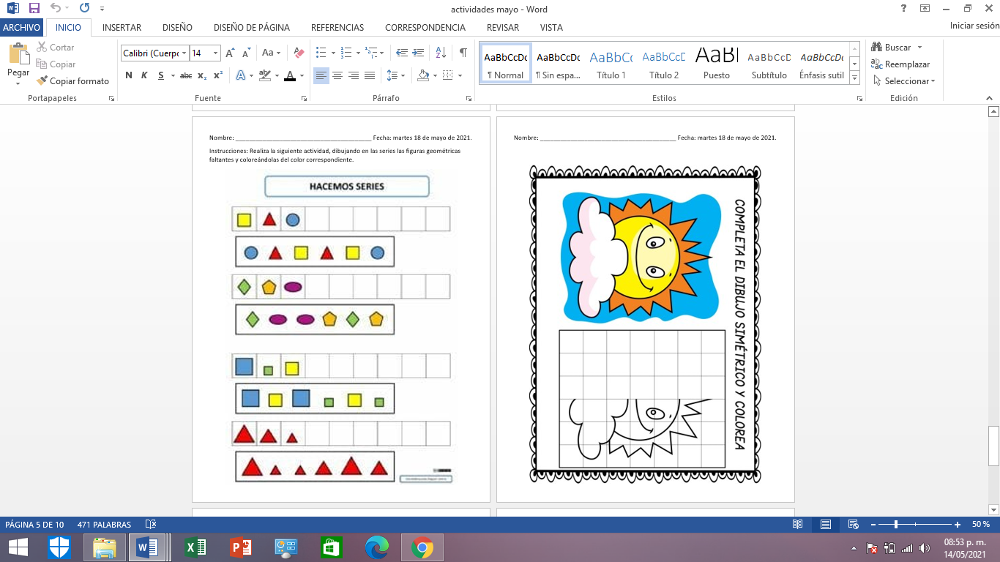 actividades mayo - Word
ARCHIVO INICIO INSERTAR DISEÑO DISEÑO DE PÁGINA REFERENCIAS CORRESPONDENCIA REVISAR VISTA Iniciar sesión
Pegar
Cortar
Copiar
Copiar formato
Portapapeles
Calibri (Cuerpo 14
N K S abc x₂ x²
Fuente
Párrafo
AaBbCcDc AaBbCcDc AaBbCc AaBbCcD AaBl AaBbCcD AaBbCcDc
¶ Normal ¶ Sin espa... Título 1 Título 2 Puesto Subtítulo Énfasis sutil
Estilos
Buscar
Reemplazar
Seleccionar
Edición
Nombre: ________________________________________ Fecha: martes 18 de mayo de 2021.
Instrucciones: Realiza la siguiente actividad, dibujando en las series las figuras geométricas
faltantes y coloreándolas del color correspondiente.
HACEMOS SERIES
Nombre: ________________________________________ Fecha: martes 18 de mayo de 2021.
COMPLETA EL DIBUJO SIMÉTRICO Y COLOREA
PÁGINA 5 DE 10 471 PALABRAS 50 %
08:53 p. m.
14/05/2021